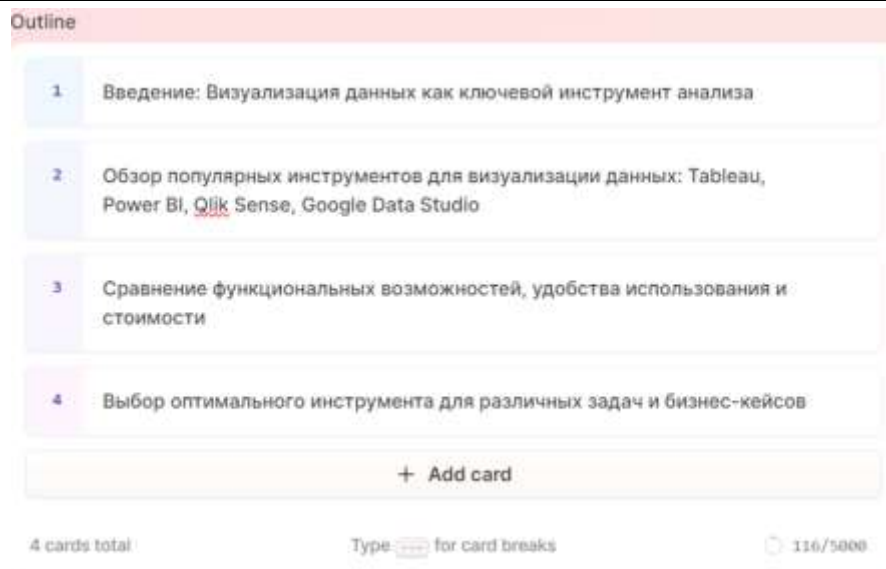 Outline
1 Введение: Визуализация данных как ключевой инструмент анализа
2 Обзор популярных инструментов для визуализации данных: Tableau,
Power BI, Qlik Sense, Google Data Studio
3 Сравнение функциональных возможностей, удобства использования и
стоимости
4 Выбор оптимального инструмента для различных задач и бизнес-кейсов
+ Add card
4 cards total
Type --- for card breaks
116/5000